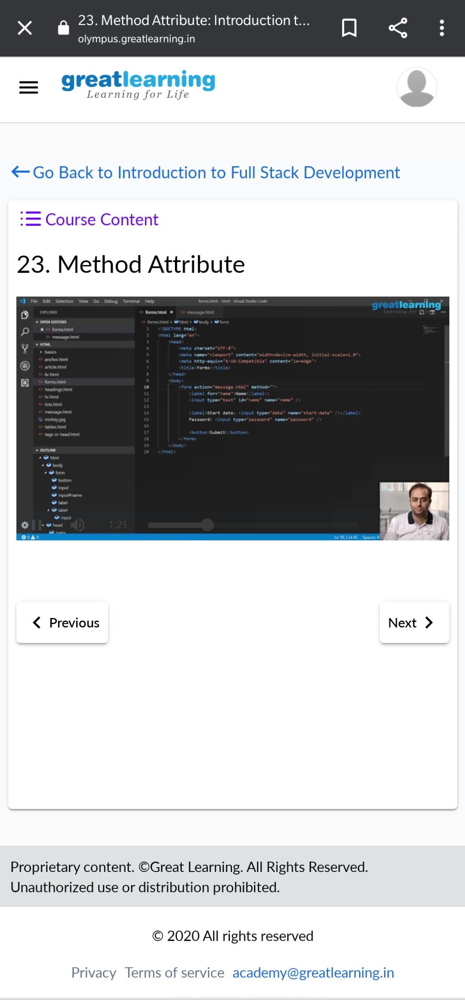 23. Method Attribute: Introduction t...
olympus.greatlearning.in
greatlearning
Learning for Life
Go Back to Introduction to Full Stack Development
Course Content
23. Method Attribute
File Edit Selection View Go Debug Terminal Help
forms.html - html - Visual Studio Code
greatlearning
EXPLORER
forms.html × message.html
OPEN EDITORS
× forms.html
message.html
HTML
basics
anchor.html
article.html
br.html
forms.html
headings.html
hr.html
lists.html
message.html
mickey.jpg
tables.html
tags-in-head.html
OUTLINE
html
body
form
button
input
input#name
label
label
input
head
meta
forms.html › html › body › form
1 <!DOCTYPE html>
2 <html lang="en">
3 <head>
4 <meta charset="UTF-8">
5 <meta name="viewport" content="width=device-width, initial-scale=1.0">
6 <meta http-equiv="X-UA-Compatible" content="ie=edge">
7 <title>Forms</title>
8 </head>
9 <body>
10 <form action="message.html" method="">
11 <label for="name">Name</label>:
12 <input type="text" id="name" name="name" />
13
14 <label>Start date: <input type="date" name="start-date" /></label>
15 Password: <input type="password" name="password" />
16
17 <button>Submit</button>
18 </form>
19 </body>
20 </html>
1:21
0 0
Ln 10, Col 45 Spaces: 4
Previous
Next
Proprietary content. ©Great Learning. All Rights Reserved.
Unauthorized use or distribution prohibited.
© 2020 All rights reserved
Privacy Terms of service academy@greatlearning.in